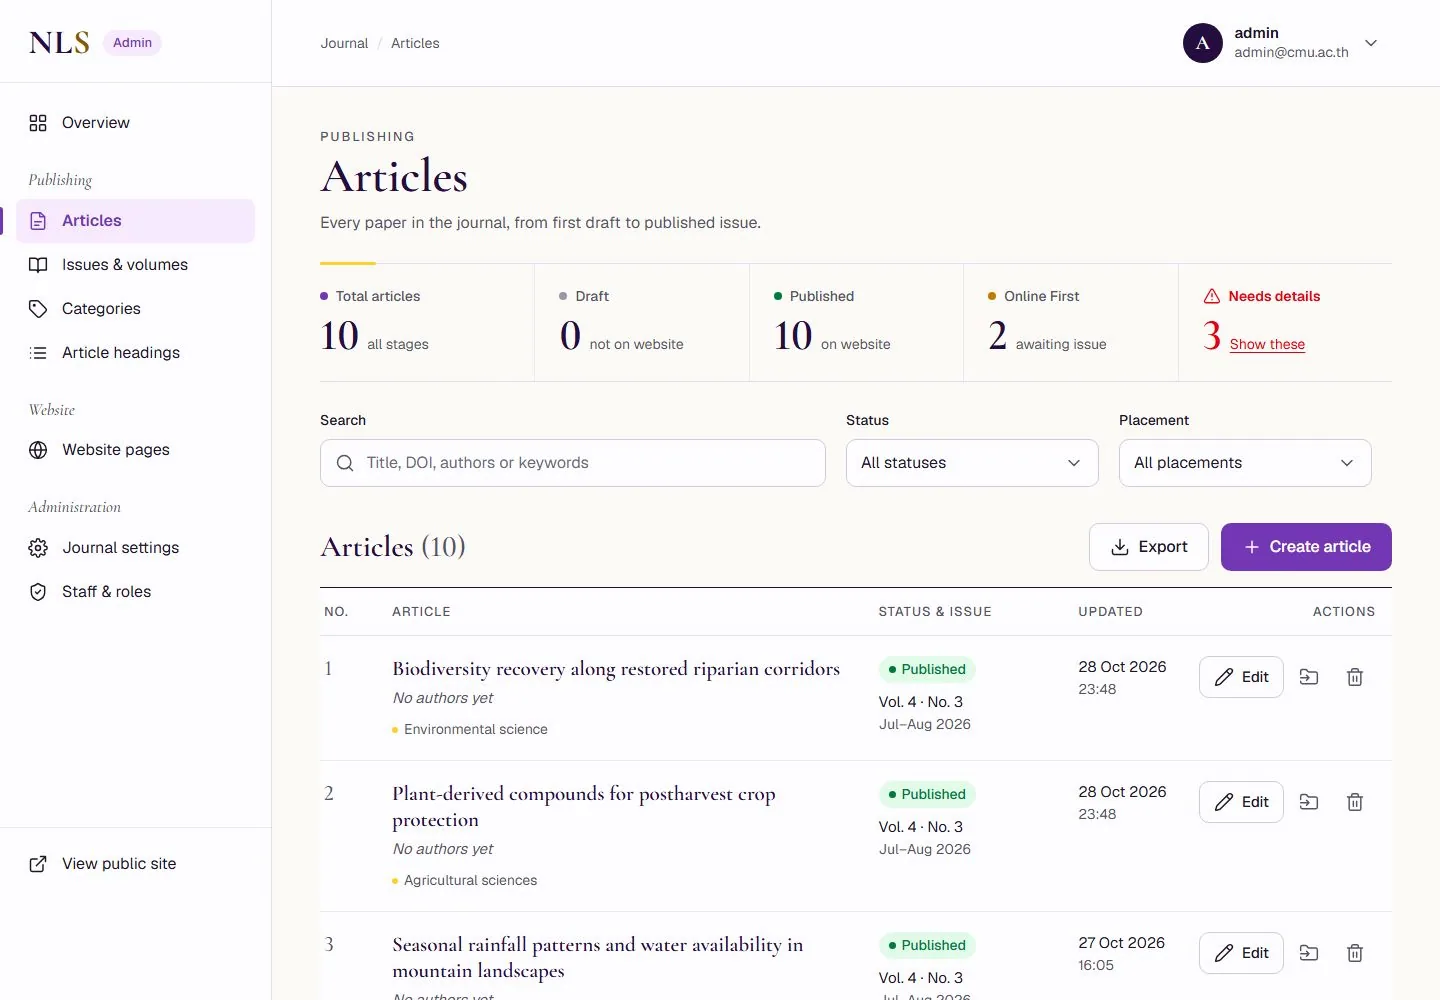 NLS Admin
Journal / Articles
A
admin
admin@cmu.ac.th
Overview
Publishing
Articles
Issues & volumes
Categories
Article headings
Website
Website pages
Administration
Journal settings
Staff & roles
View public site
PUBLISHING
Articles
Every paper in the journal, from first draft to published issue.
Total articles
10 all stages
Draft
0 not on website
Published
10 on website
Online First
2 awaiting issue
Needs details
3 Show these
Search
Title, DOI, authors or keywords
Status
All statuses
Placement
All placements
Articles (10)
Export
+ Create article
NO. ARTICLE STATUS & ISSUE UPDATED ACTIONS
1
Biodiversity recovery along restored riparian corridors
No authors yet
Environmental science
Published
Vol. 4 · No. 3
Jul–Aug 2026
28 Oct 2026
23:48
Edit
2
Plant-derived compounds for postharvest crop
protection
No authors yet
Agricultural sciences
Published
Vol. 4 · No. 3
Jul–Aug 2026
28 Oct 2026
23:48
Edit
3
Seasonal rainfall patterns and water availability in
mountain landscapes
No authors yet
Published
Vol. 4 · No. 3
Jul–Aug 2026
27 Oct 2026
16:05
Edit